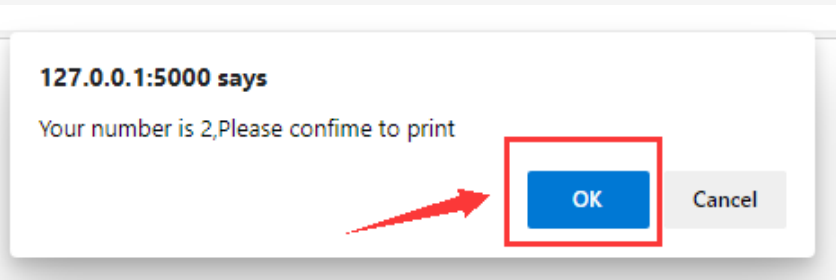 127.0.0.1:5000 says
Your number is 2,Please confime to print
OK
Cancel